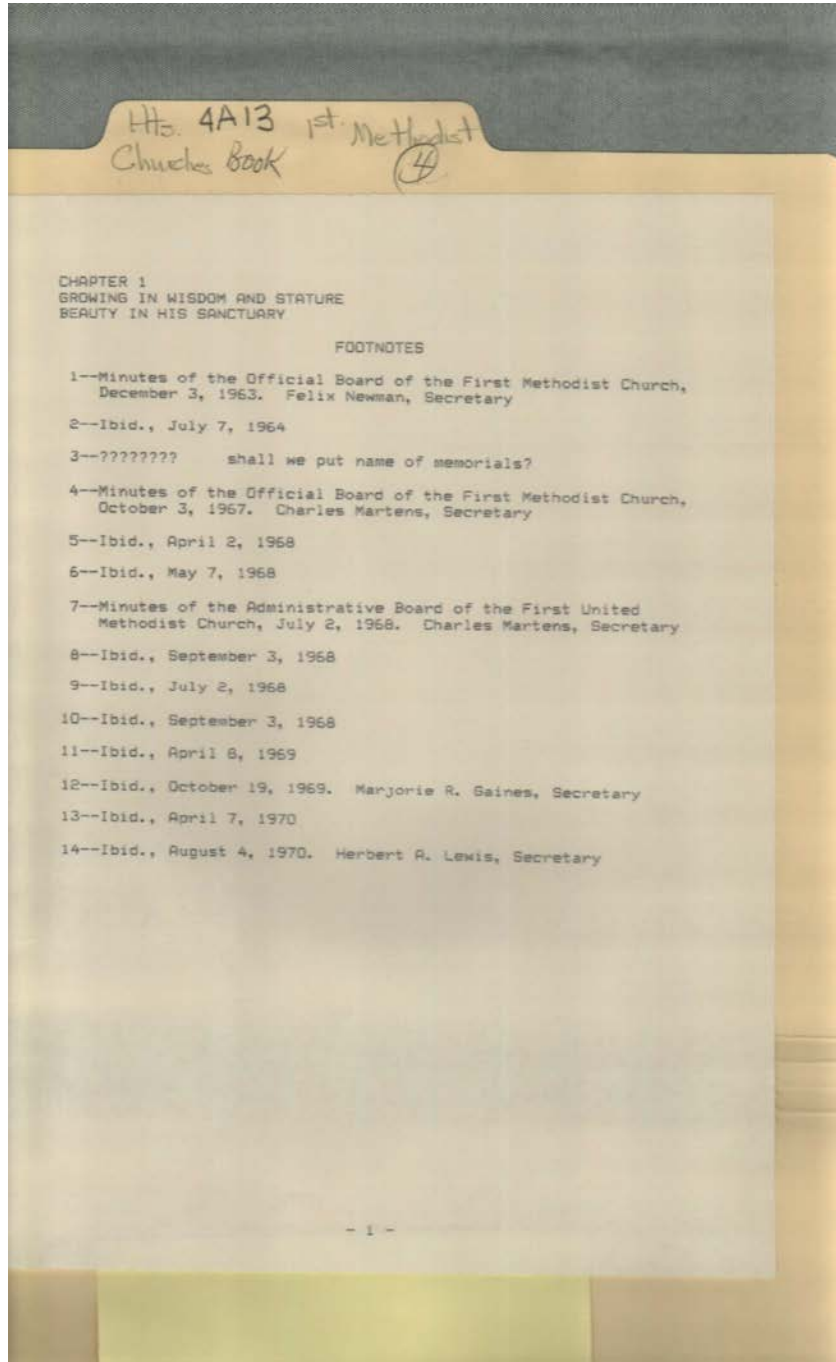 Hts. 4A13 1st. Methodist
Churches Book 4
CHAPTER 1
GROWING IN WISDOM AND STATURE
BEAUTY IN HIS SANCTUARY
FOOTNOTES
1--Minutes of the Official Board of the First Methodist Church,
December 3, 1963. Felix Newman, Secretary
2--Ibid., July 7, 1964
3--???????? shall we put name of memorials?
4--Minutes of the Official Board of the First Methodist Church,
October 3, 1967. Charles Martens, Secretary
5--Ibid., April 2, 1968
6--Ibid., May 7, 1968
7--Minutes of the Administrative Board of the First United
Methodist Church, July 2, 1968. Charles Martens, Secretary
8--Ibid., September 3, 1968
9--Ibid., July 2, 1968
10--Ibid., September 3, 1968
11--Ibid., April 8, 1969
12--Ibid., October 19, 1969. Marjorie R. Gaines, Secretary
13--Ibid., April 7, 1970
14--Ibid., August 4, 1970. Herbert A. Lewis, Secretary
- 1 -